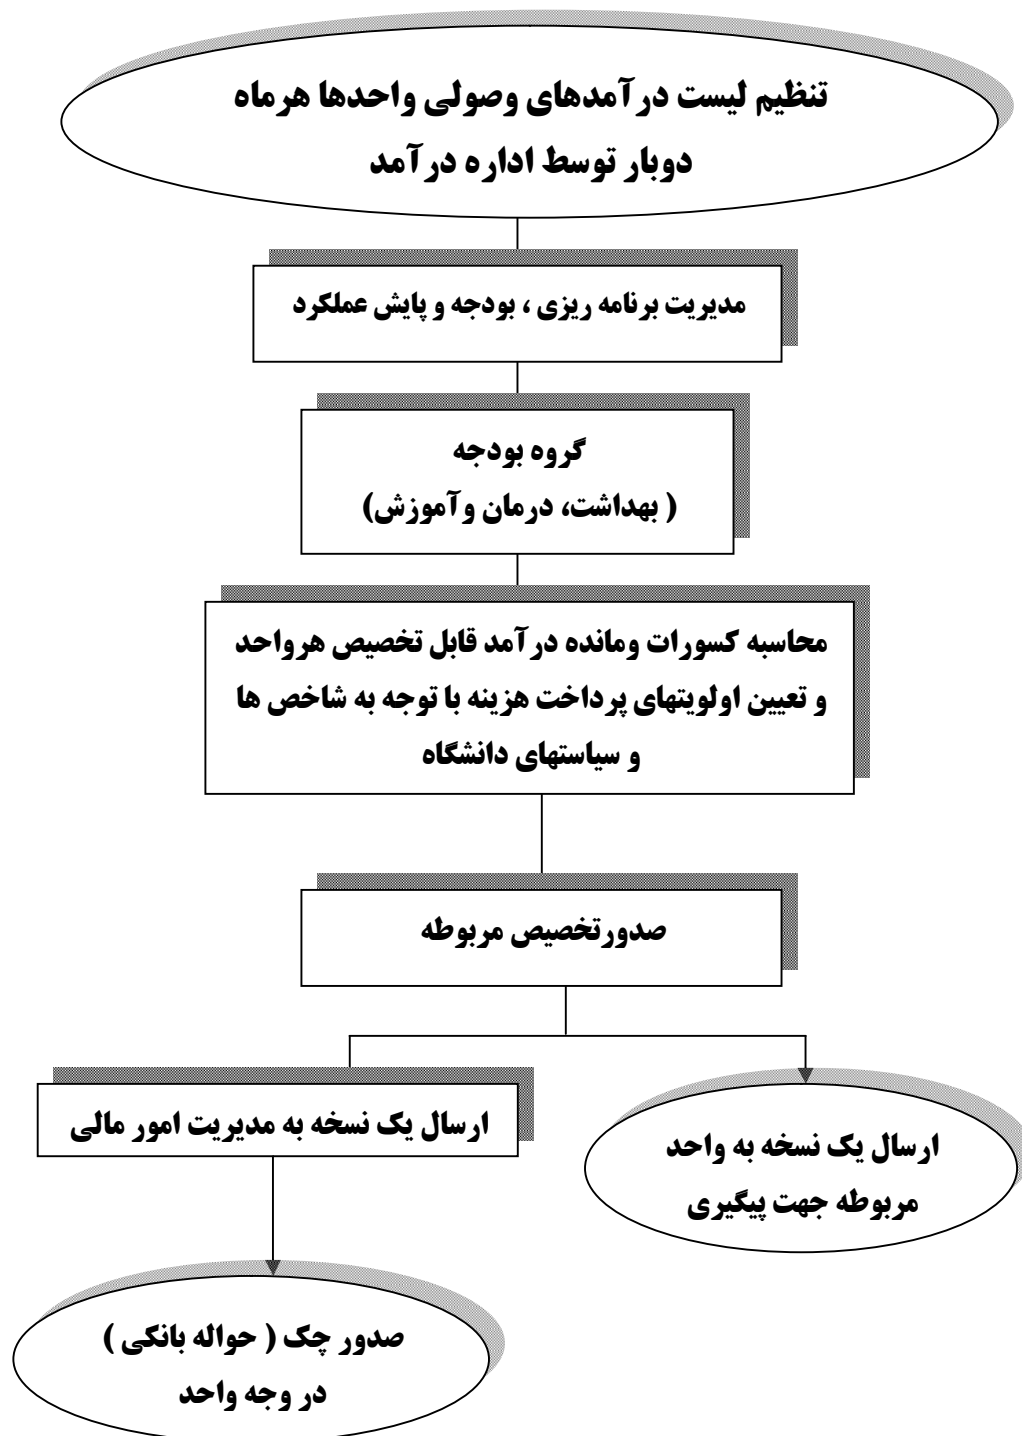 تنظیم لیست درآمدهای وصولی واحدها هرماه
دوبار توسط اداره درآمد
مدیریت برنامه ریزی ، بودجه و پایش عملکرد
گروه بودجه
( بهداشت، درمان وآموزش)
محاسبه کسورات ومانده درآمد قابل تخصیص هرواحد
و تعیین اولویتهای پرداخت هزینه با توجه به شاخص ها
و سیاستهای دانشگاه
صدورتخصیص مربوطه
ارسال یک نسخه به واحد
مربوطه جهت پیگیری
ارسال یک نسخه به مدیریت امور مالی
صدور چک ( حواله بانکی )
در وجه واحد